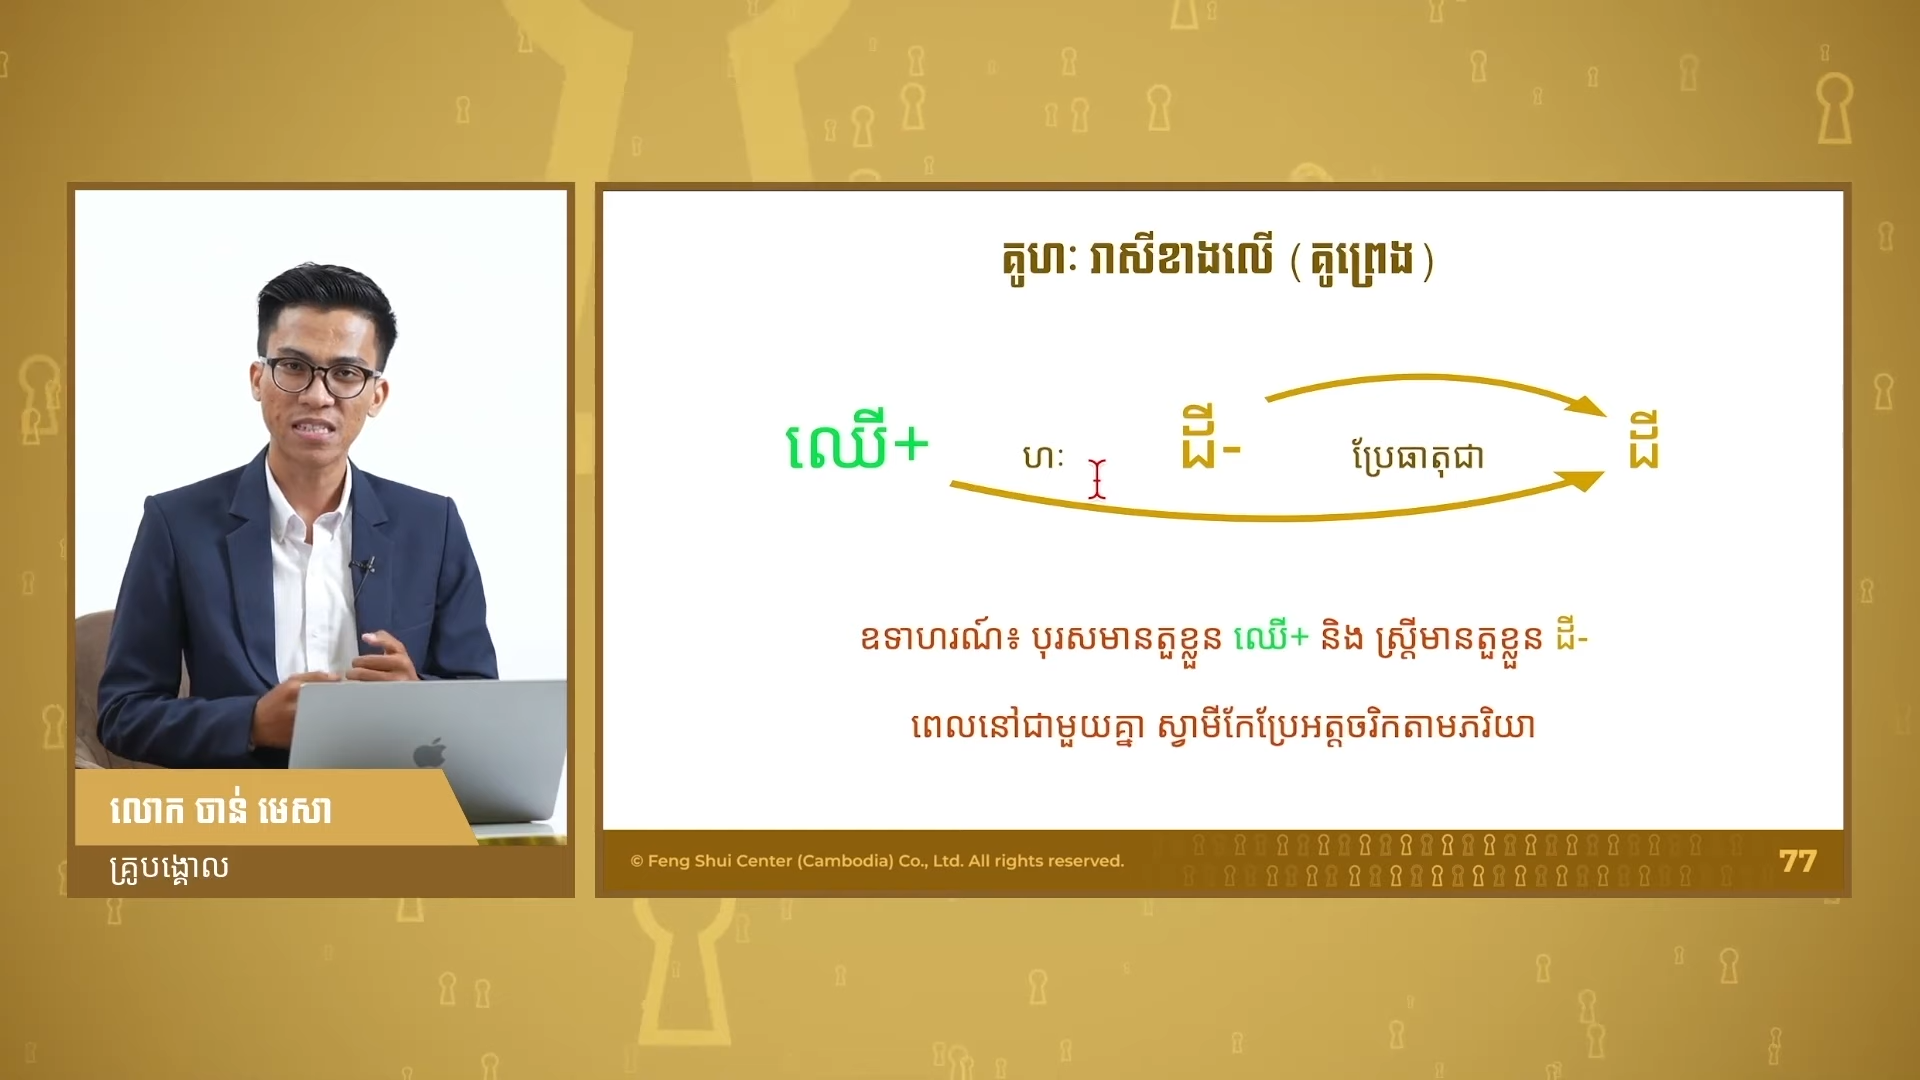 គូហៈ រាសីខាងលើ (គូព្រេង)
ឈើ+ ហៈ ដី- ប្រែធាតុជា ដី
ឧទាហរណ៍៖ បុរសមានតួខ្លួន ឈើ+ និង ស្ត្រីមានតួខ្លួន ដី-
ពេលនៅជាមួយគ្នា ស្វាមីកែប្រែអត្តចរិកតាមភរិយា
លោក ចាន់ មេសា
គ្រូបង្គោល
© Feng Shui Center (Cambodia) Co., Ltd. All rights reserved.
77